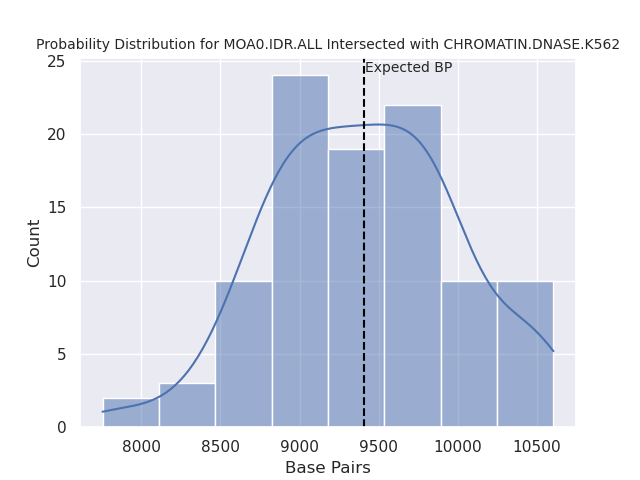 Probability Distribution for MOA0.IDR.ALL Intersected with CHROMATIN.DNASE.K562
Expected BP
25
20
15
10
5
0
Count
8000 8500 9000 9500 10000 10500
Base Pairs